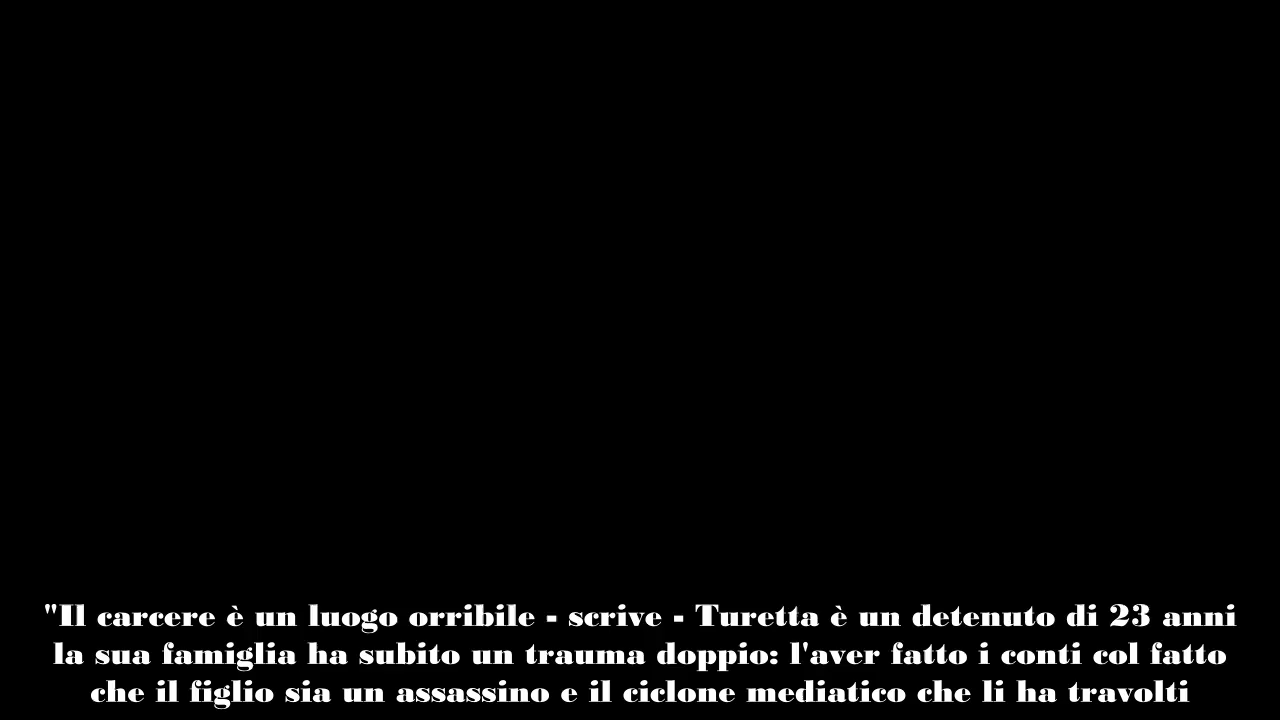 "Il carcere è un luogo orribile - scrive - Turetta è un detenuto di 23 anni
la sua famiglia ha subito un trauma doppio: l'aver fatto i conti col fatto
che il figlio sia un assassino e il ciclone mediatico che li ha travolti